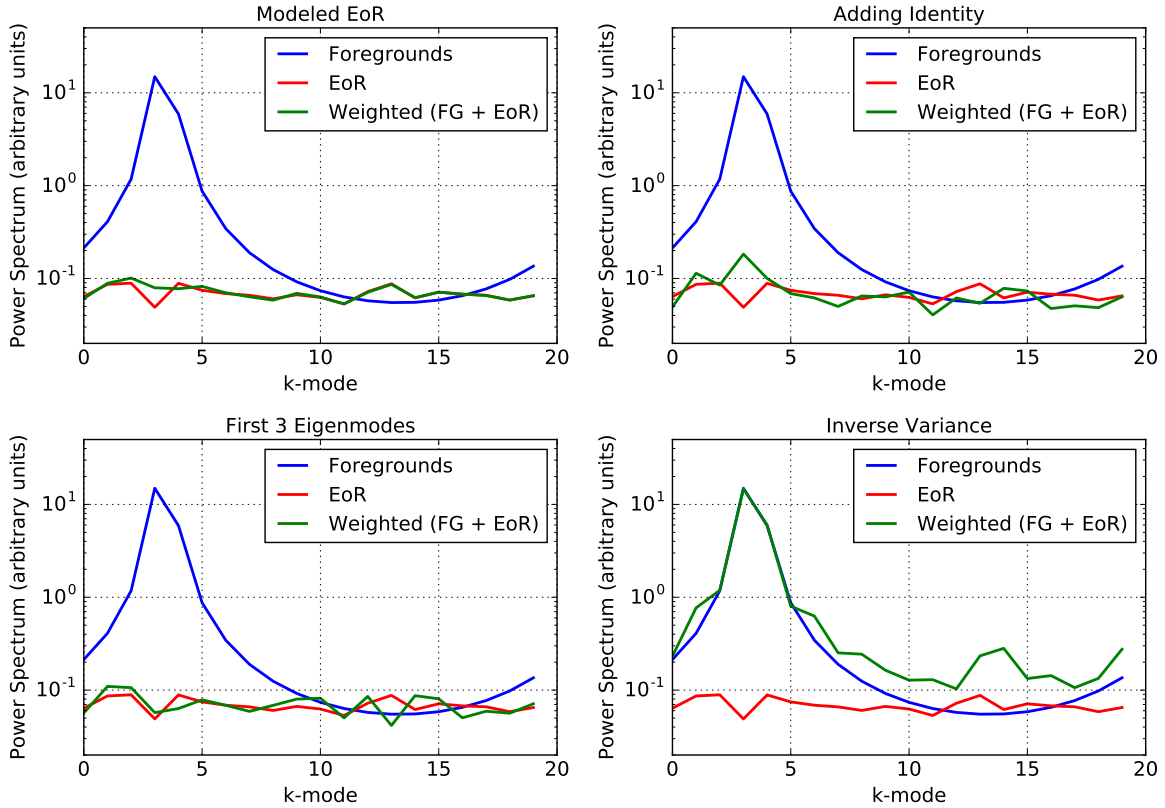 Modeled EoR
Power Spectrum (arbitrary units)
10^1
10^0
10^-1
Foregrounds
EoR
Weighted (FG + EoR)
0 5 10 15 20
k-mode
Adding Identity
Power Spectrum (arbitrary units)
10^1
10^0
10^-1
Foregrounds
EoR
Weighted (FG + EoR)
0 5 10 15 20
k-mode
First 3 Eigenmodes
Power Spectrum (arbitrary units)
10^1
10^0
10^-1
Foregrounds
EoR
Weighted (FG + EoR)
0 5 10 15 20
k-mode
Inverse Variance
Power Spectrum (arbitrary units)
10^1
10^0
10^-1
Foregrounds
EoR
Weighted (FG + EoR)
0 5 10 15 20
k-mode